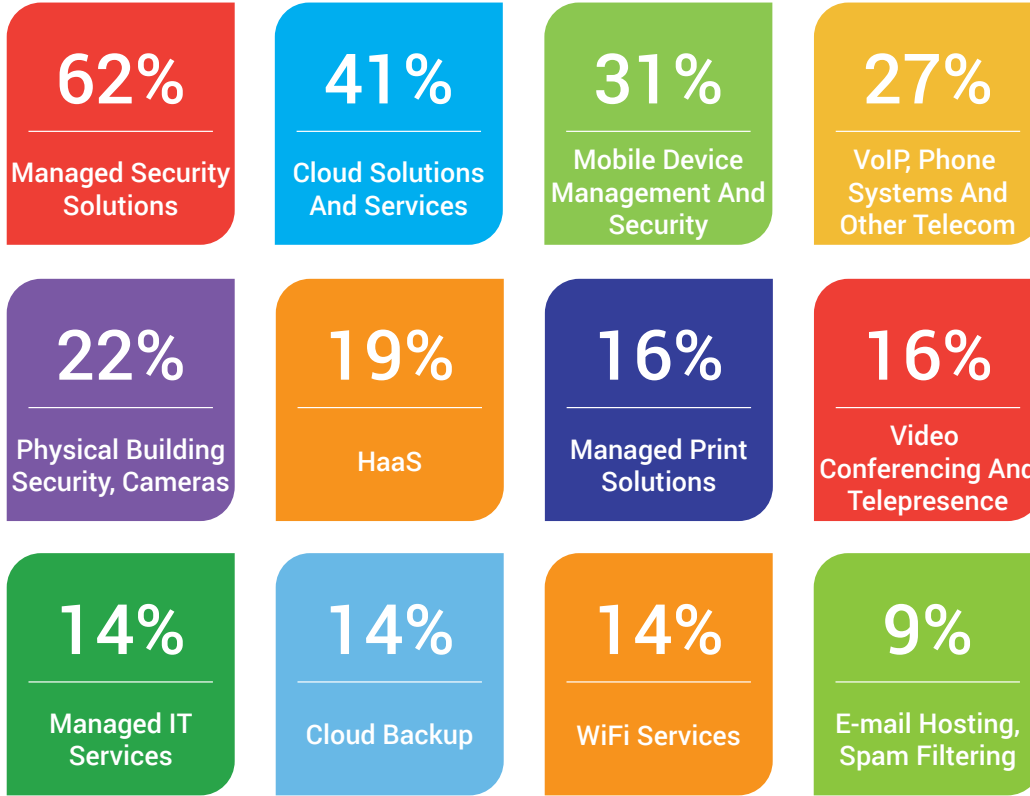 62%
Managed Security
Solutions
41%
Cloud Solutions
And Services
31%
Mobile Device
Management And
Security
27%
VoIP, Phone
Systems And
Other Telecom
22%
Physical Building
Security, Cameras
19%
HaaS
16%
Managed Print
Solutions
16%
Video
Conferencing And
Telepresence
14%
Managed IT
Services
14%
Cloud Backup
14%
WiFi Services
9%
E-mail Hosting,
Spam Filtering